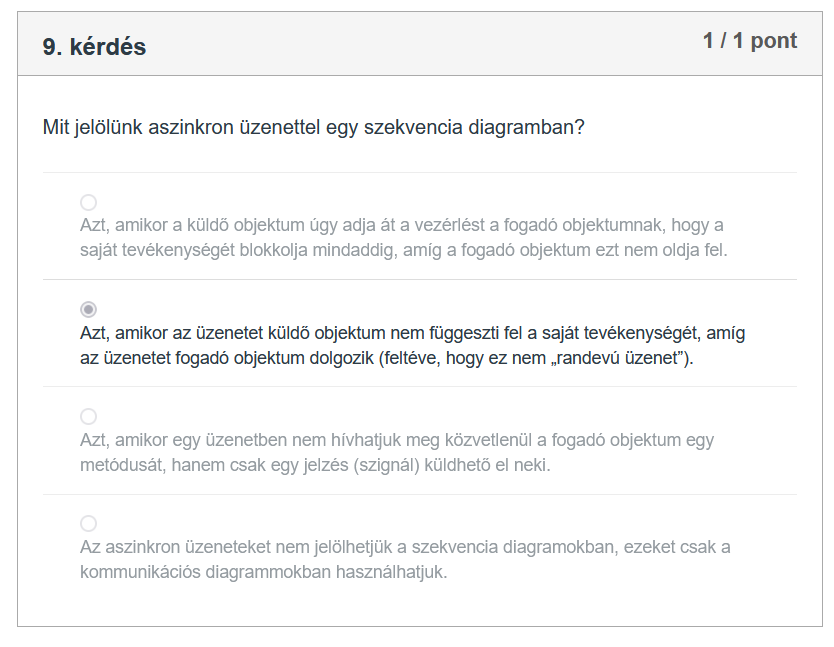 9. kérdés
1 / 1 pont
Mit jelölünk aszinkron üzenettel egy szekvencia diagramban?
Azt, amikor a küldő objektum úgy adja át a vezérlést a fogadó objektumnak, hogy a
saját tevékenységét blokkolja mindaddig, amíg a fogadó objektum ezt nem oldja fel.
Azt, amikor az üzenetet küldő objektum nem függeszti fel a saját tevékenységét, amíg
az üzenetet fogadó objektum dolgozik (feltéve, hogy ez nem „randevú üzenet”).
Azt, amikor egy üzenetben nem hívhatjuk meg közvetlenül a fogadó objektum egy
metódusát, hanem csak egy jelzés (szignál) küldhető el neki.
Az aszinkron üzeneteket nem jelölhetjük a szekvencia diagramokban, ezeket csak a
kommunikációs diagrammokban használhatjuk.